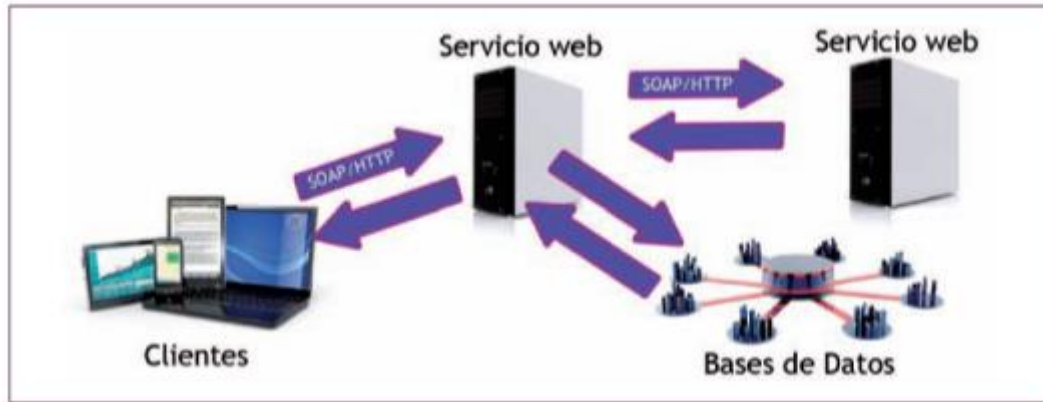 Servicio web
Servicio web
SOAP/HTTP
SOAP/HTTP
Clientes
Bases de Datos